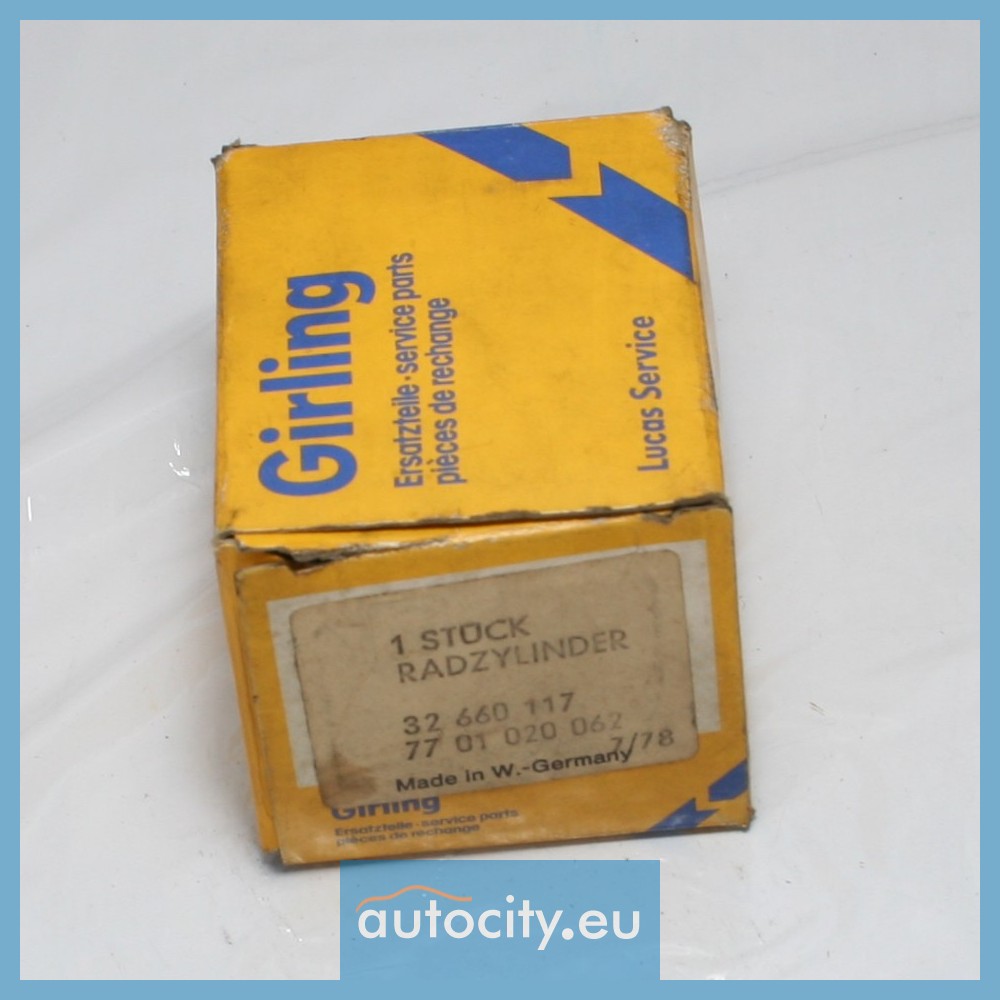 Girling
Ersatzteile · service parts
pièces de rechange
Lucas Service
1 STÜCK
RADZYLINDER
32 660 117
77 01 020 062
7/78
Made in W.-Germany
Girling
Ersatzteile · service parts
pièces de rechange
autocity.eu